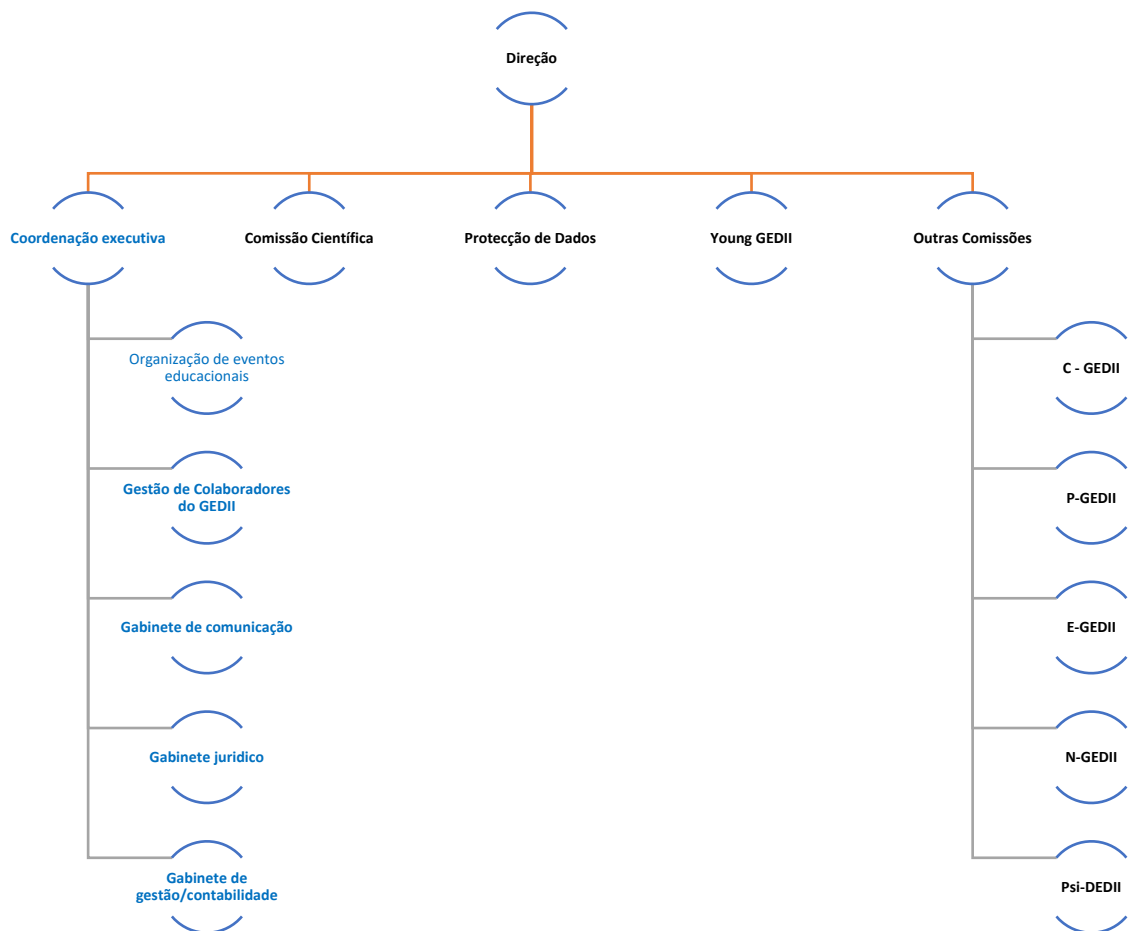 Direção
Coordenação executiva
Comissão Científica
Protecção de Dados
Young GEDII
Outras Comissões
Organização de eventos
educacionais
Gestão de Colaboradores
do GEDII
Gabinete de comunicação
Gabinete juridico
Gabinete de
gestão/contabilidade
C - GEDII
P-GEDII
E-GEDII
N-GEDII
Psi-DEDII